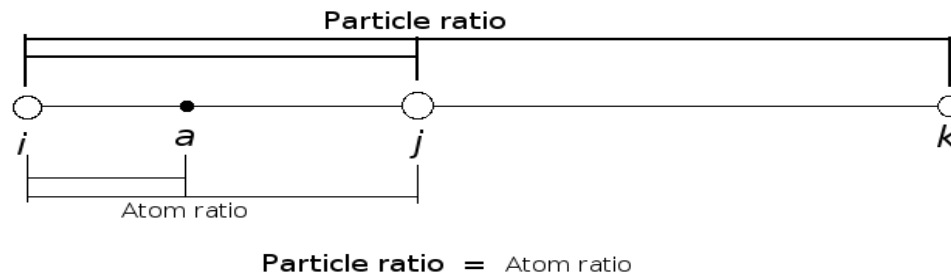 Particle ratio
i a j k
Atom ratio
Particle ratio = Atom ratio